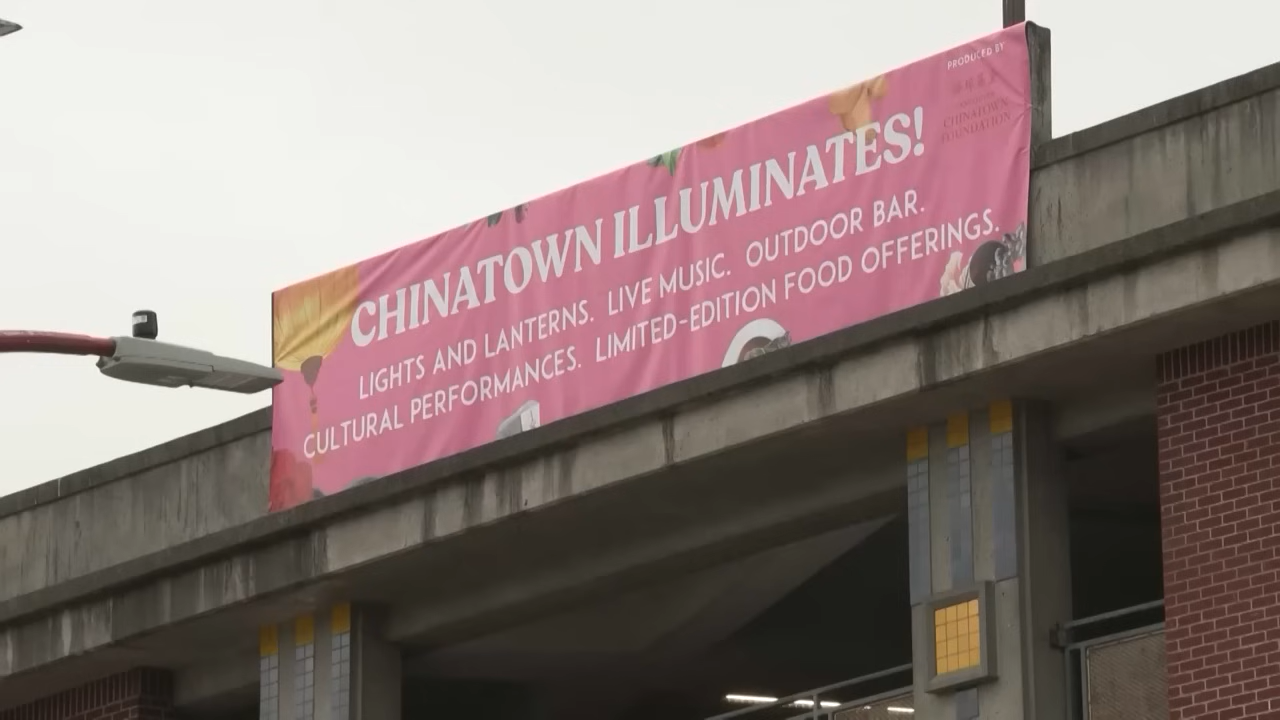 PRODUCED BY
CHINATOWN
FOUNDATION
CHINATOWN ILLUMINATES!
LIGHTS AND LANTERNS. LIVE MUSIC. OUTDOOR BAR.
CULTURAL PERFORMANCES. LIMITED-EDITION FOOD OFFERINGS.